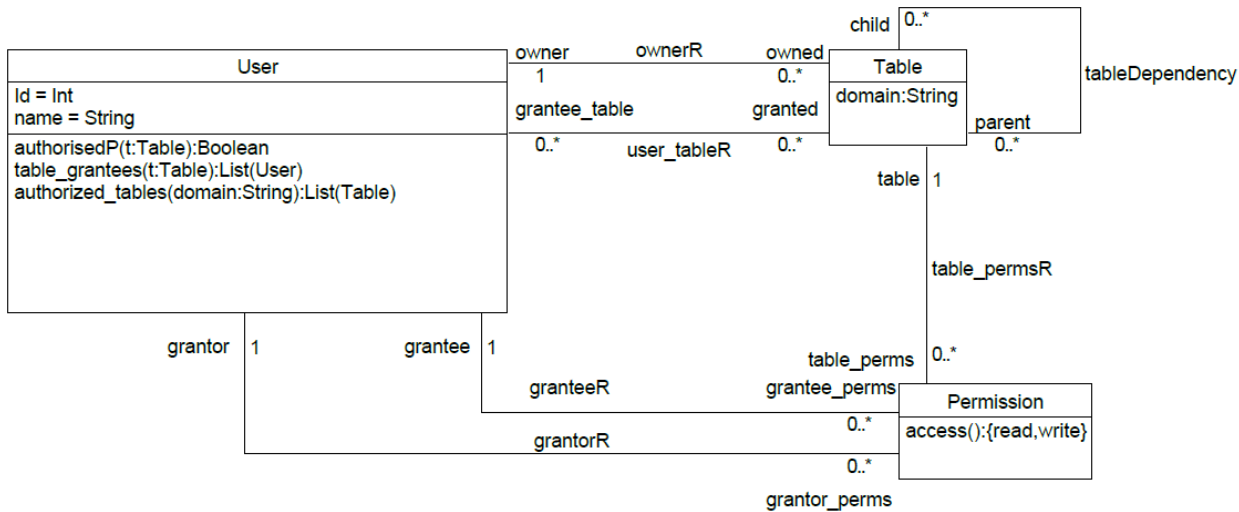 child 0..*
owner ownerR owned
User
1 0..*
Table
tableDependency
Id = Int
name = String
domain:String
grantee_table granted
parent
authorisedP(t:Table):Boolean
0..* user_tableR 0..*
0..*
table_grantees(t:Table):List(User)
authorized_tables(domain:String):List(Table)
table 1
table_permsR
grantor 1
grantee 1
table_perms 0..*
granteeR grantee_perms
Permission
0..*
access():{read,write}
grantorR
0..*
grantor_perms